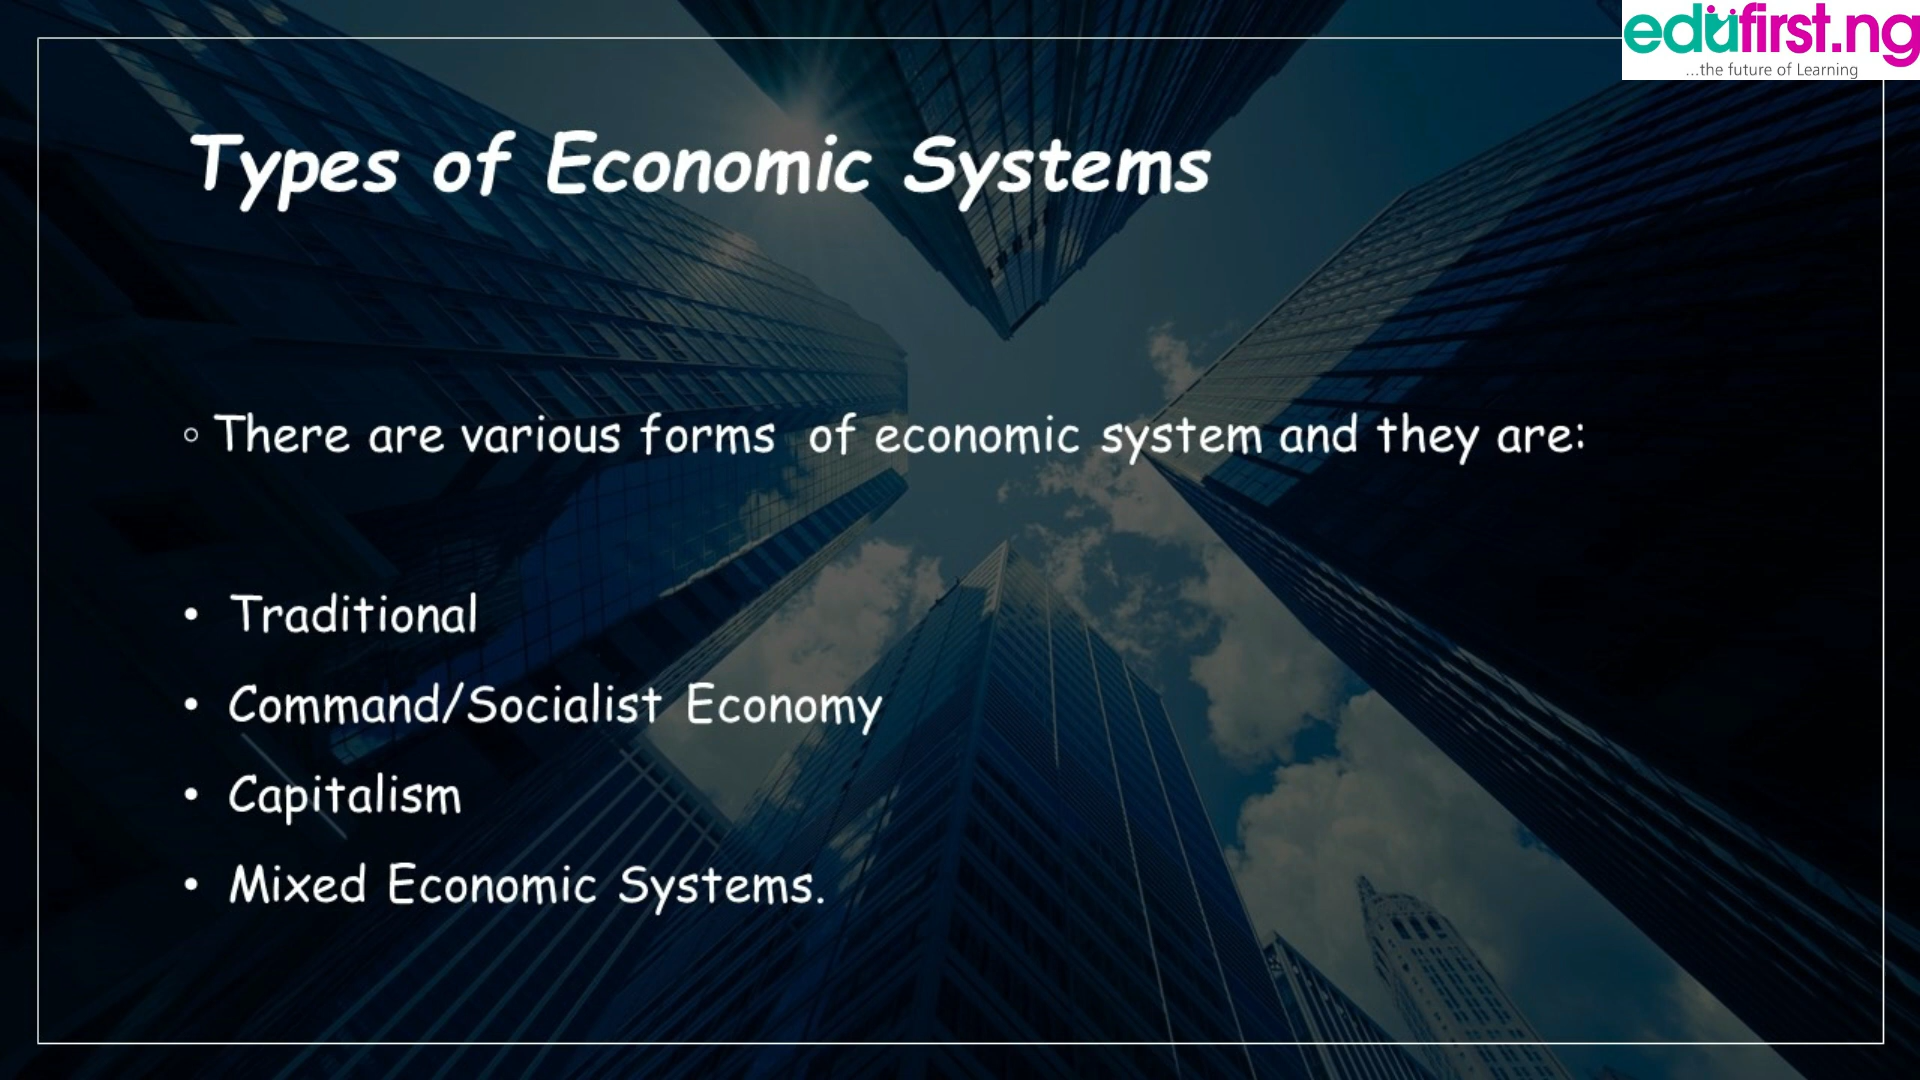 edufirst.ng
...the future of Learning
Types of Economic Systems
◦ There are various forms of economic system and they are:
• Traditional
• Command/Socialist Economy
• Capitalism
• Mixed Economic Systems.